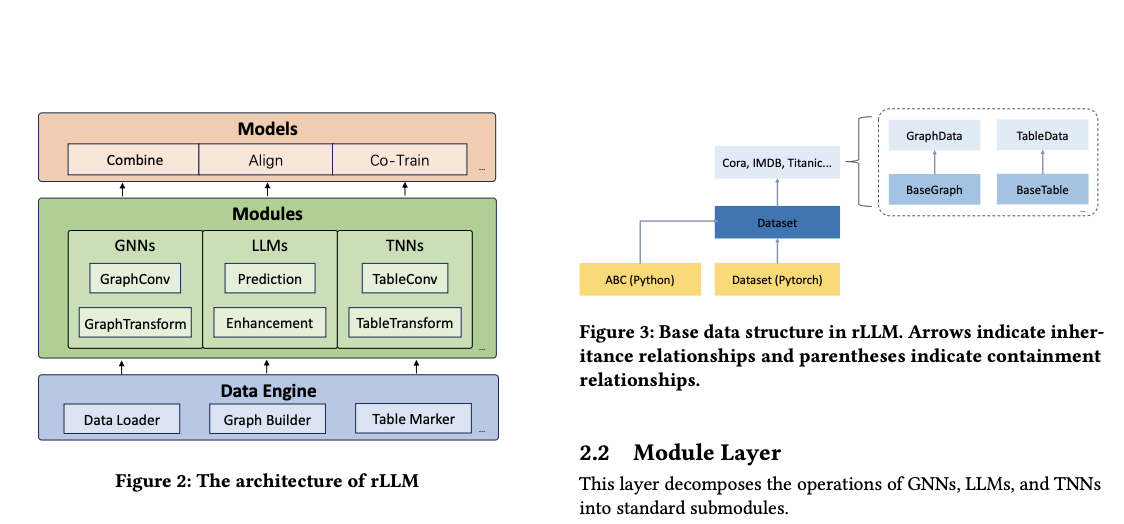 Models
Combine
Align
Co-Train
...
Modules
GNNs
LLMs
TNNs
GraphConv
Prediction
TableConv
GraphTransform
Enhancement
TableTransform
...
Data Engine
Data Loader
Graph Builder
Table Marker
...
Figure 2: The architecture of rLLM
GraphData
TableData
Cora, IMDB, Titanic...
BaseGraph
BaseTable
...
Dataset
ABC (Python)
Dataset (Pytorch)
Figure 3: Base data structure in rLLM. Arrows indicate inher-
itance relationships and parentheses indicate containment
relationships.
2.2 Module Layer
This layer decomposes the operations of GNNs, LLMs, and TNNs
into standard submodules.